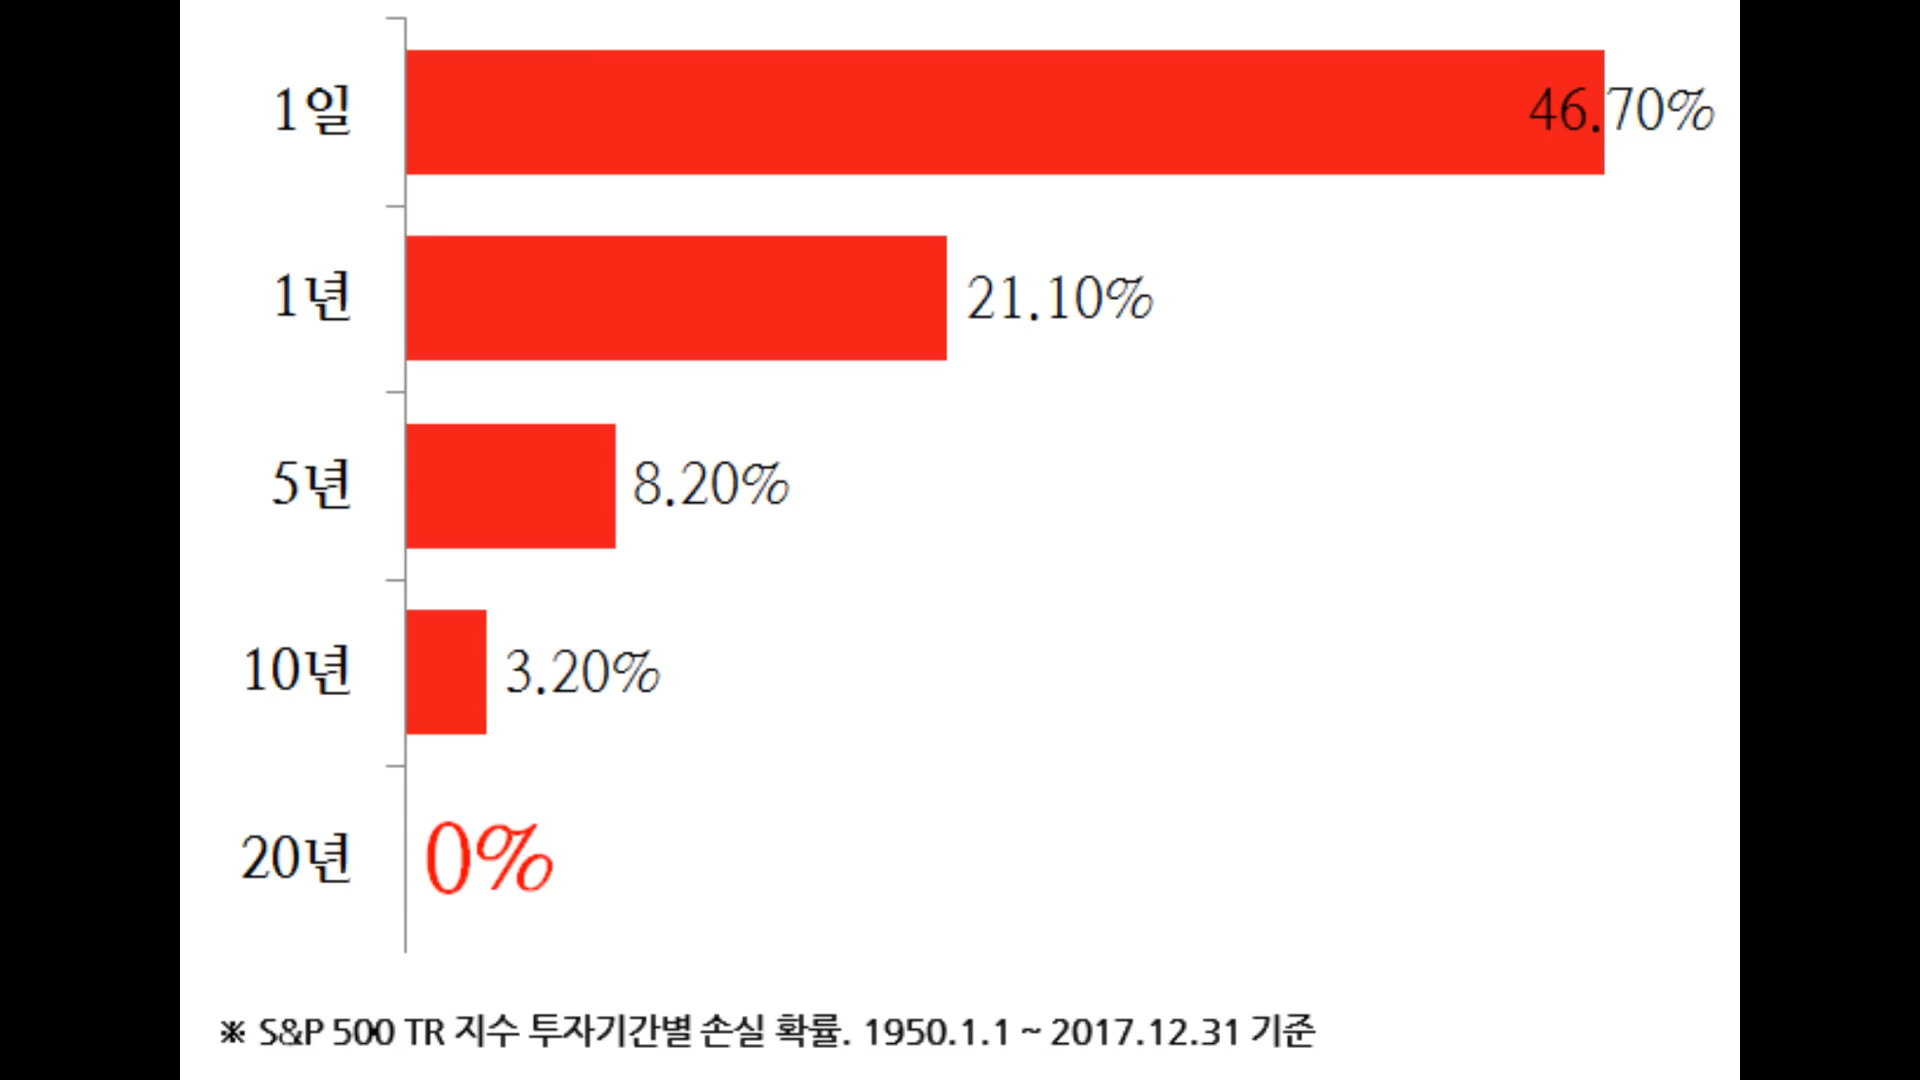 1일 46.70%
1년 21.10%
5년 8.20%
10년 3.20%
20년 0%
※ S&P 500 TR 지수 투자기간별 손실 확률. 1950.1.1 ~ 2017.12.31 기준